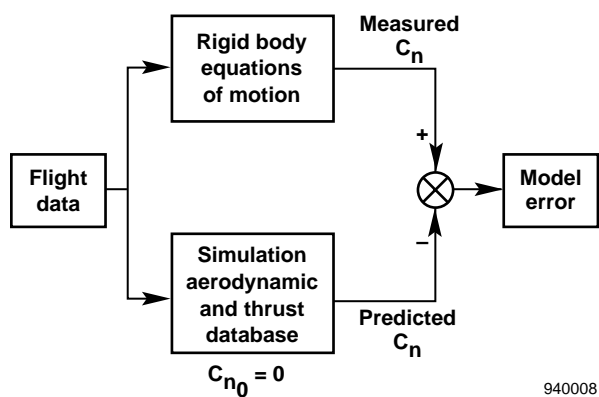 Rigid body
equations
of motion
Measured
Cn
+
Flight
data
Model
error
−
Simulation
aerodynamic
and thrust
database
Predicted
Cn
Cn0 = 0
940008